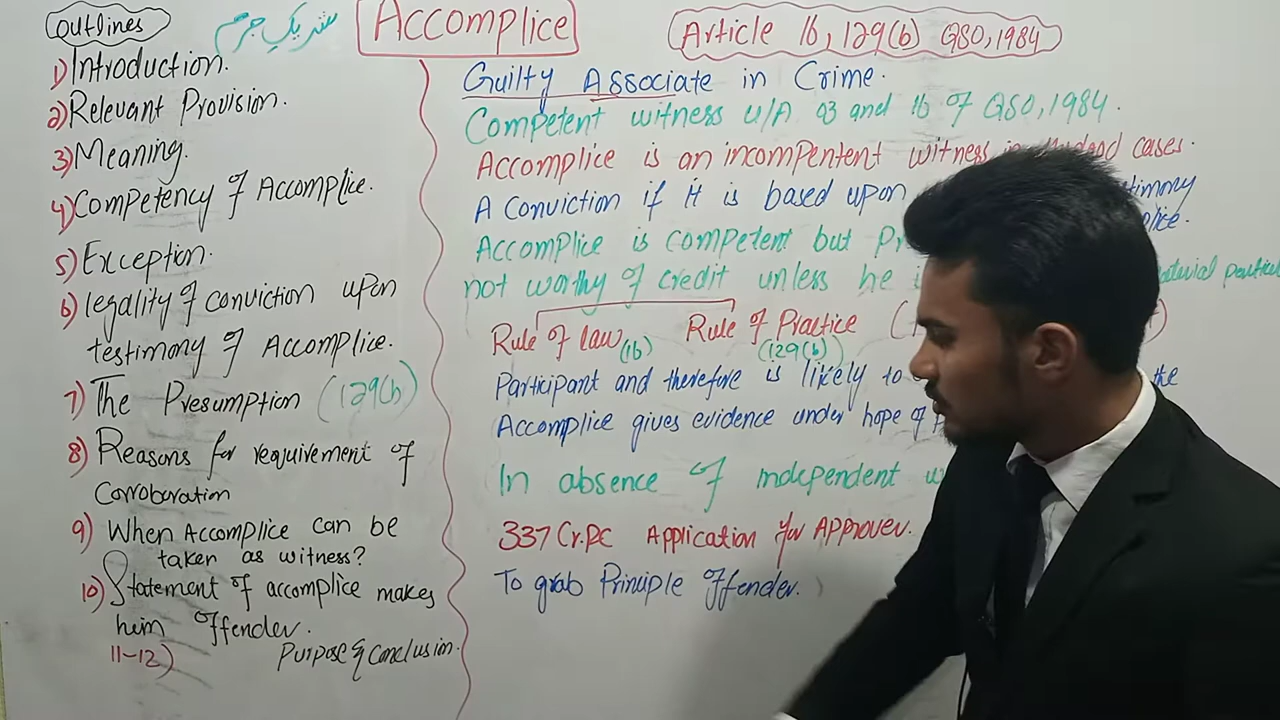 Outlines
شریکِ جرم
Accomplice
Article 16, 129(b) QSO, 1984
1) Introduction.
2) Relevant Provision.
3) Meaning.
4) Competency of Accomplice.
5) Exception.
6) legality of conviction upon
testimony of Accomplice.
7) The Presumption (129(b)
8) Reasons for requirement of
Corroboration
9) When Accomplice can be
taken as witness?
10) Statement of accomplice makes
him offender.
11-12) Purpose & Conclusion.
Guilty Associate in Crime.
Competent witness u/A 03 and 16 of QSO, 1984.
Accomplice is an incompentent witness in cases.
A Conviction if it is based upon
Accomplice is competent but
not worthy of credit unless he
Rule of law (16) Rule of Practice (129(b))
Participant and therefore is likely to the
Accomplice gives evidence under hope of
In absence of independent
337 Cr.PC Application for Approver.
To grab Principle Offender.